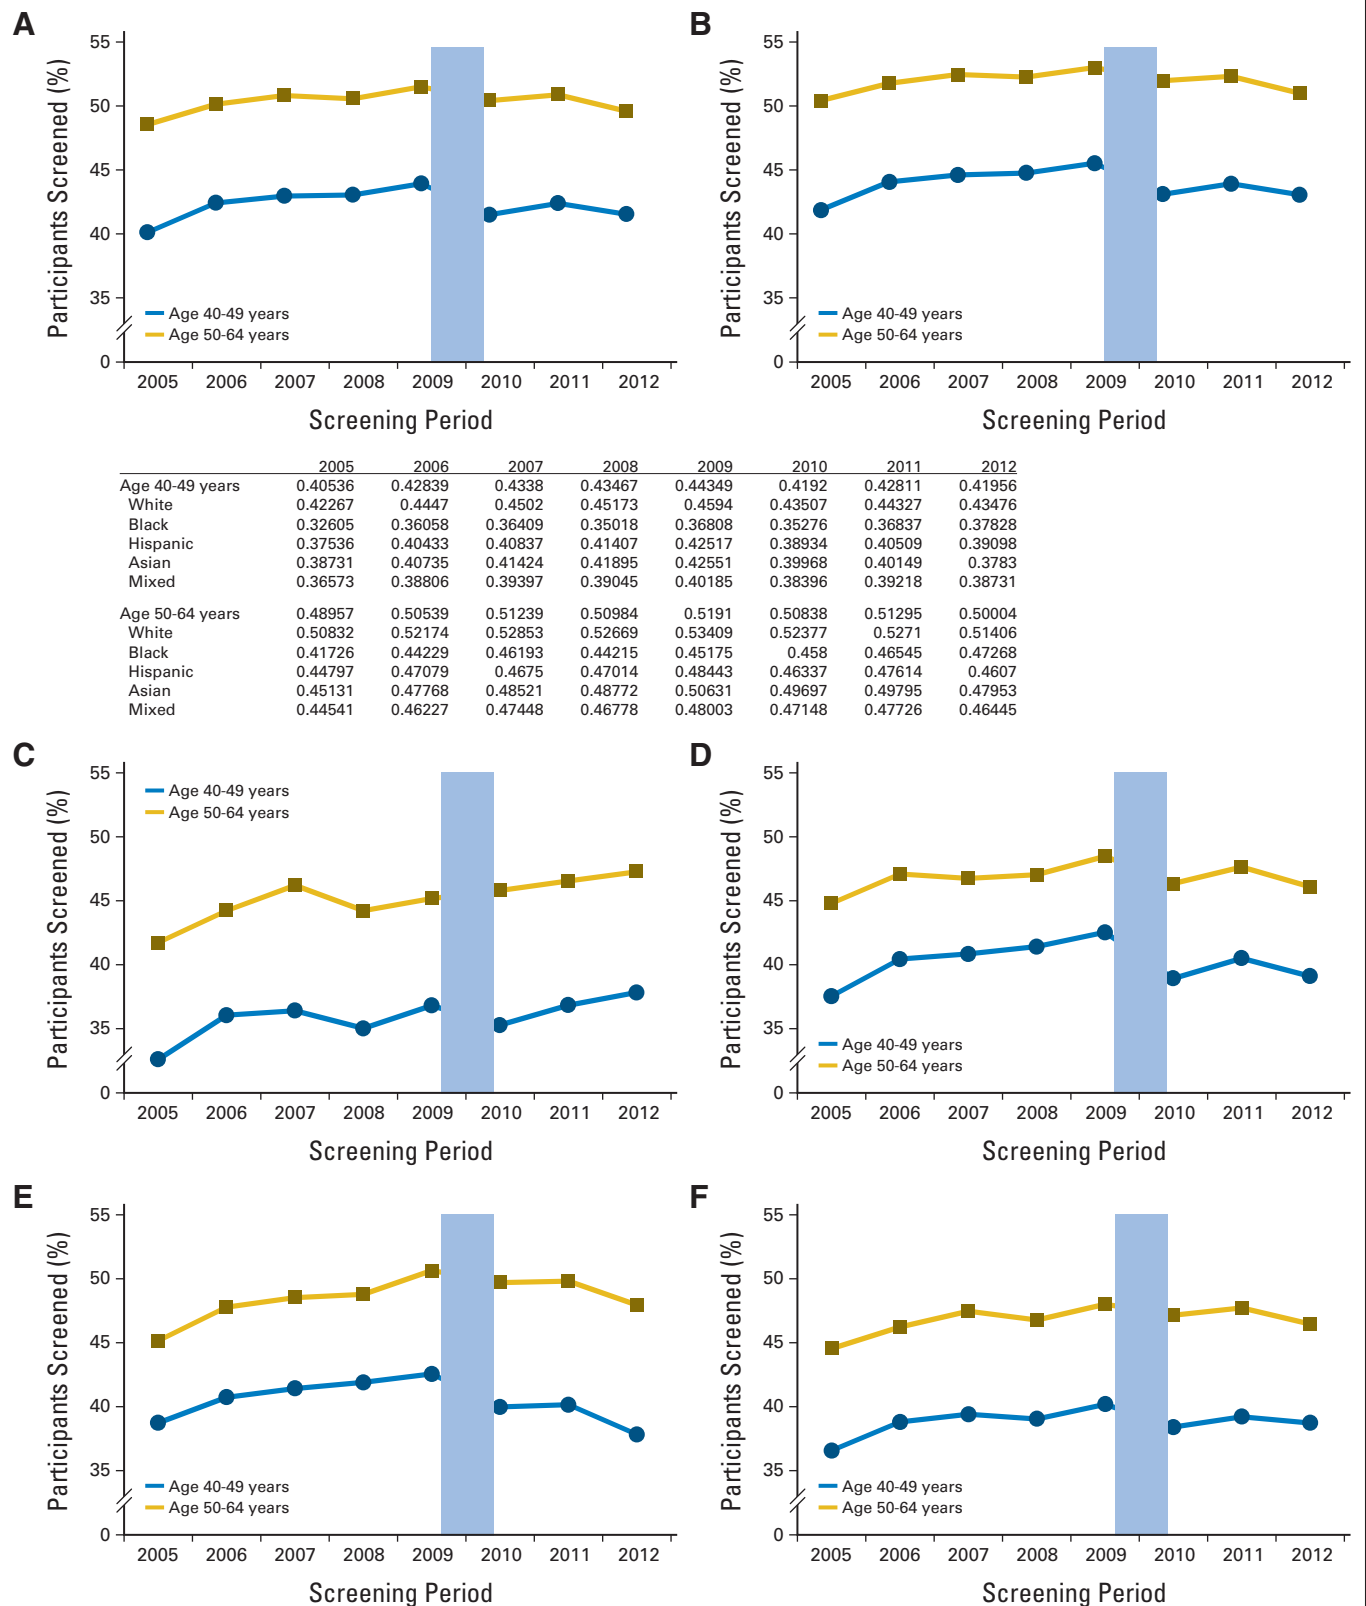 A
55
50
45
40
35
0
Participants Screened (%)
Age 40-49 years
Age 50-64 years
2005 2006 2007 2008 2009 2010 2011 2012
Screening Period
B
55
50
45
40
35
0
Participants Screened (%)
Age 40-49 years
Age 50-64 years
2005 2006 2007 2008 2009 2010 2011 2012
Screening Period
2005 2006 2007 2008 2009 2010 2011 2012
Age 40-49 years 0.40536 0.42839 0.4338 0.43467 0.44349 0.4192 0.42811 0.41956
White 0.42267 0.4447 0.4502 0.45173 0.4594 0.43507 0.44327 0.43476
Black 0.32605 0.36058 0.36409 0.35018 0.36808 0.35276 0.36837 0.37828
Hispanic 0.37536 0.40433 0.40837 0.41407 0.42517 0.38934 0.40509 0.39098
Asian 0.38731 0.40735 0.41424 0.41895 0.42551 0.39968 0.40149 0.3783
Mixed 0.36573 0.38806 0.39397 0.39045 0.40185 0.38396 0.39218 0.38731
Age 50-64 years 0.48957 0.50539 0.51239 0.50984 0.5191 0.50838 0.51295 0.50004
White 0.50832 0.52174 0.52853 0.52669 0.53409 0.52377 0.5271 0.51406
Black 0.41726 0.44229 0.46193 0.44215 0.45175 0.458 0.46545 0.47268
Hispanic 0.44797 0.47079 0.4675 0.47014 0.48443 0.46337 0.47614 0.4607
Asian 0.45131 0.47768 0.48521 0.48772 0.50631 0.49697 0.49795 0.47953
Mixed 0.44541 0.46227 0.47448 0.46778 0.48003 0.47148 0.47726 0.46445
C
55
50
45
40
35
0
Participants Screened (%)
Age 40-49 years
Age 50-64 years
2005 2006 2007 2008 2009 2010 2011 2012
Screening Period
D
55
50
45
40
35
0
Participants Screened (%)
Age 40-49 years
Age 50-64 years
2005 2006 2007 2008 2009 2010 2011 2012
Screening Period
E
55
50
45
40
35
0
Participants Screened (%)
Age 40-49 years
Age 50-64 years
2005 2006 2007 2008 2009 2010 2011 2012
Screening Period
F
55
50
45
40
35
0
Participants Screened (%)
Age 40-49 years
Age 50-64 years
2005 2006 2007 2008 2009 2010 2011 2012
Screening Period